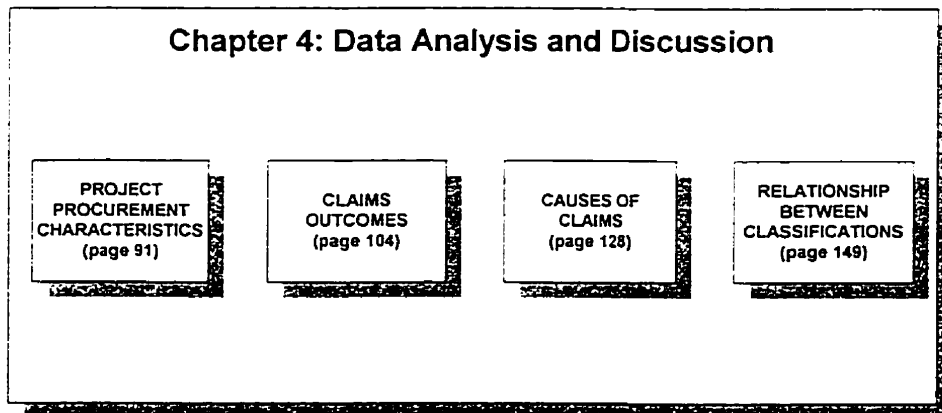 Chapter 4: Data Analysis and Discussion
PROJECT
PROCUREMENT
CHARACTERISTICS
(page 91)
CLAIMS
OUTCOMES
(page 104)
CAUSES OF
CLAIMS
(page 128)
RELATIONSHIP
BETWEEN
CLASSIFICATIONS
(page 149)